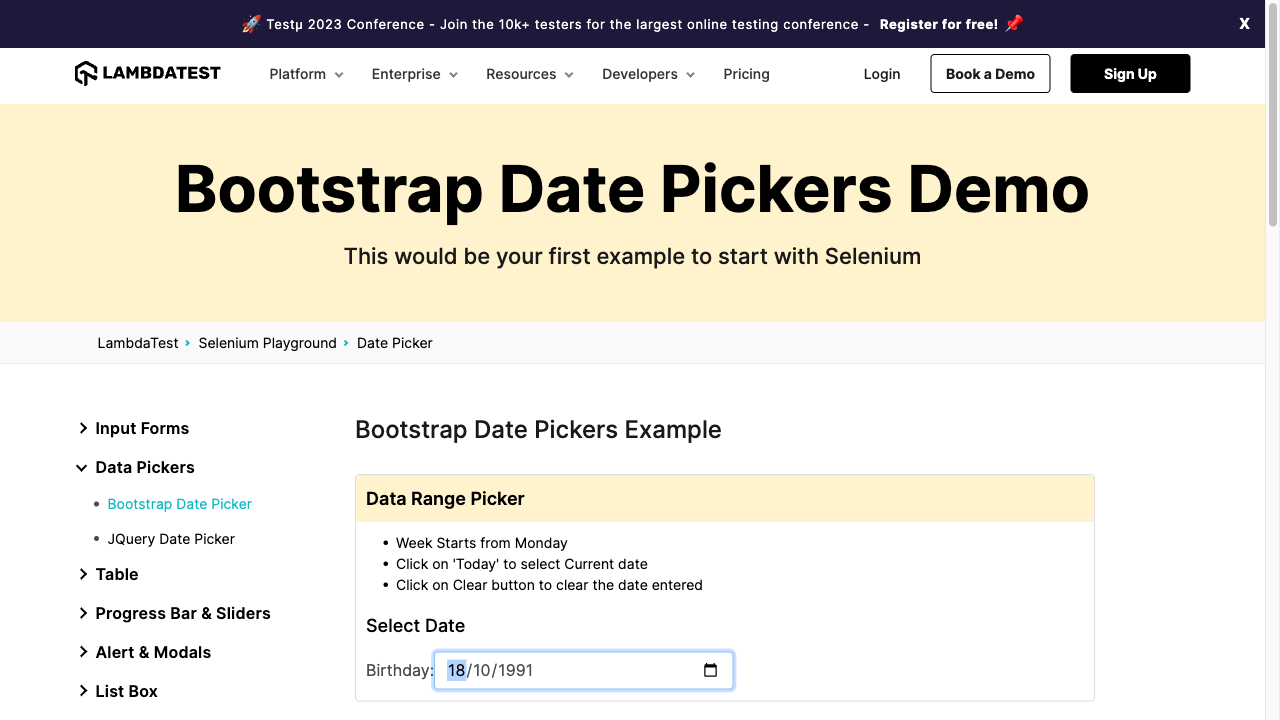 🚀 Testμ 2023 Conference - Join the 10k+ testers for the largest online testing conference - Register for free! 📌 X
LAMBDATEST Platform Enterprise Resources Developers Pricing Login Book a Demo Sign Up
Bootstrap Date Pickers Demo
This would be your first example to start with Selenium
LambdaTest Selenium Playground Date Picker
Input Forms
Data Pickers
Bootstrap Date Picker
JQuery Date Picker
Table
Progress Bar & Sliders
Alert & Modals
List Box
Bootstrap Date Pickers Example
Data Range Picker
Week Starts from Monday
Click on 'Today' to select Current date
Click on Clear button to clear the date entered
Select Date
Birthday: 18/10/1991